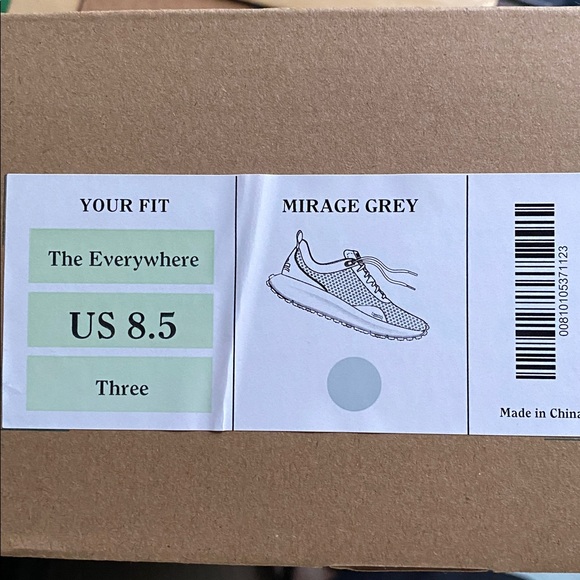 YOUR FIT
The Everywhere
US 8.5
Three
MIRAGE GREY
00810105371123
Made in China